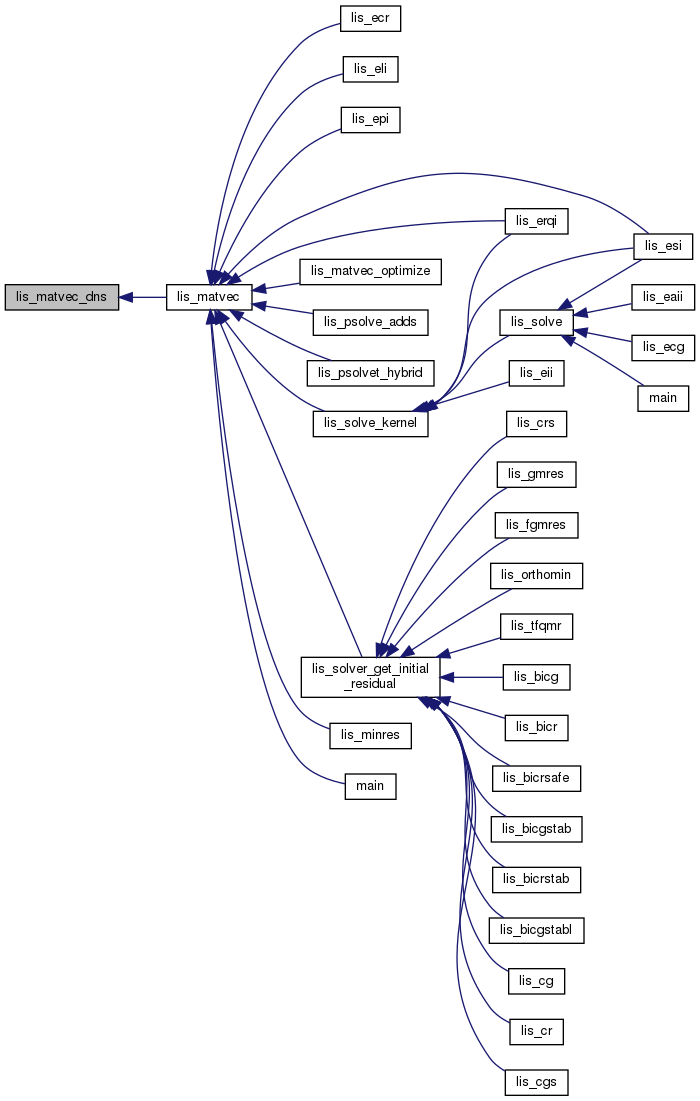 lis_ecr
lis_eli
lis_epi
lis_erqi
lis_esi
lis_matvec_optimize
lis_matvec_dns
lis_matvec
lis_eaii
lis_psolve_adds
lis_solve
lis_ecg
lis_psolvet_hybrid
lis_eii
main
lis_solve_kernel
lis_crs
lis_gmres
lis_fgmres
lis_orthomin
lis_tfqmr
lis_solver_get_initial
_residual
lis_bicg
lis_bicr
lis_minres
lis_bicrsafe
main
lis_bicgstab
lis_bicrstab
lis_bicgstabl
lis_cg
lis_cr
lis_cgs